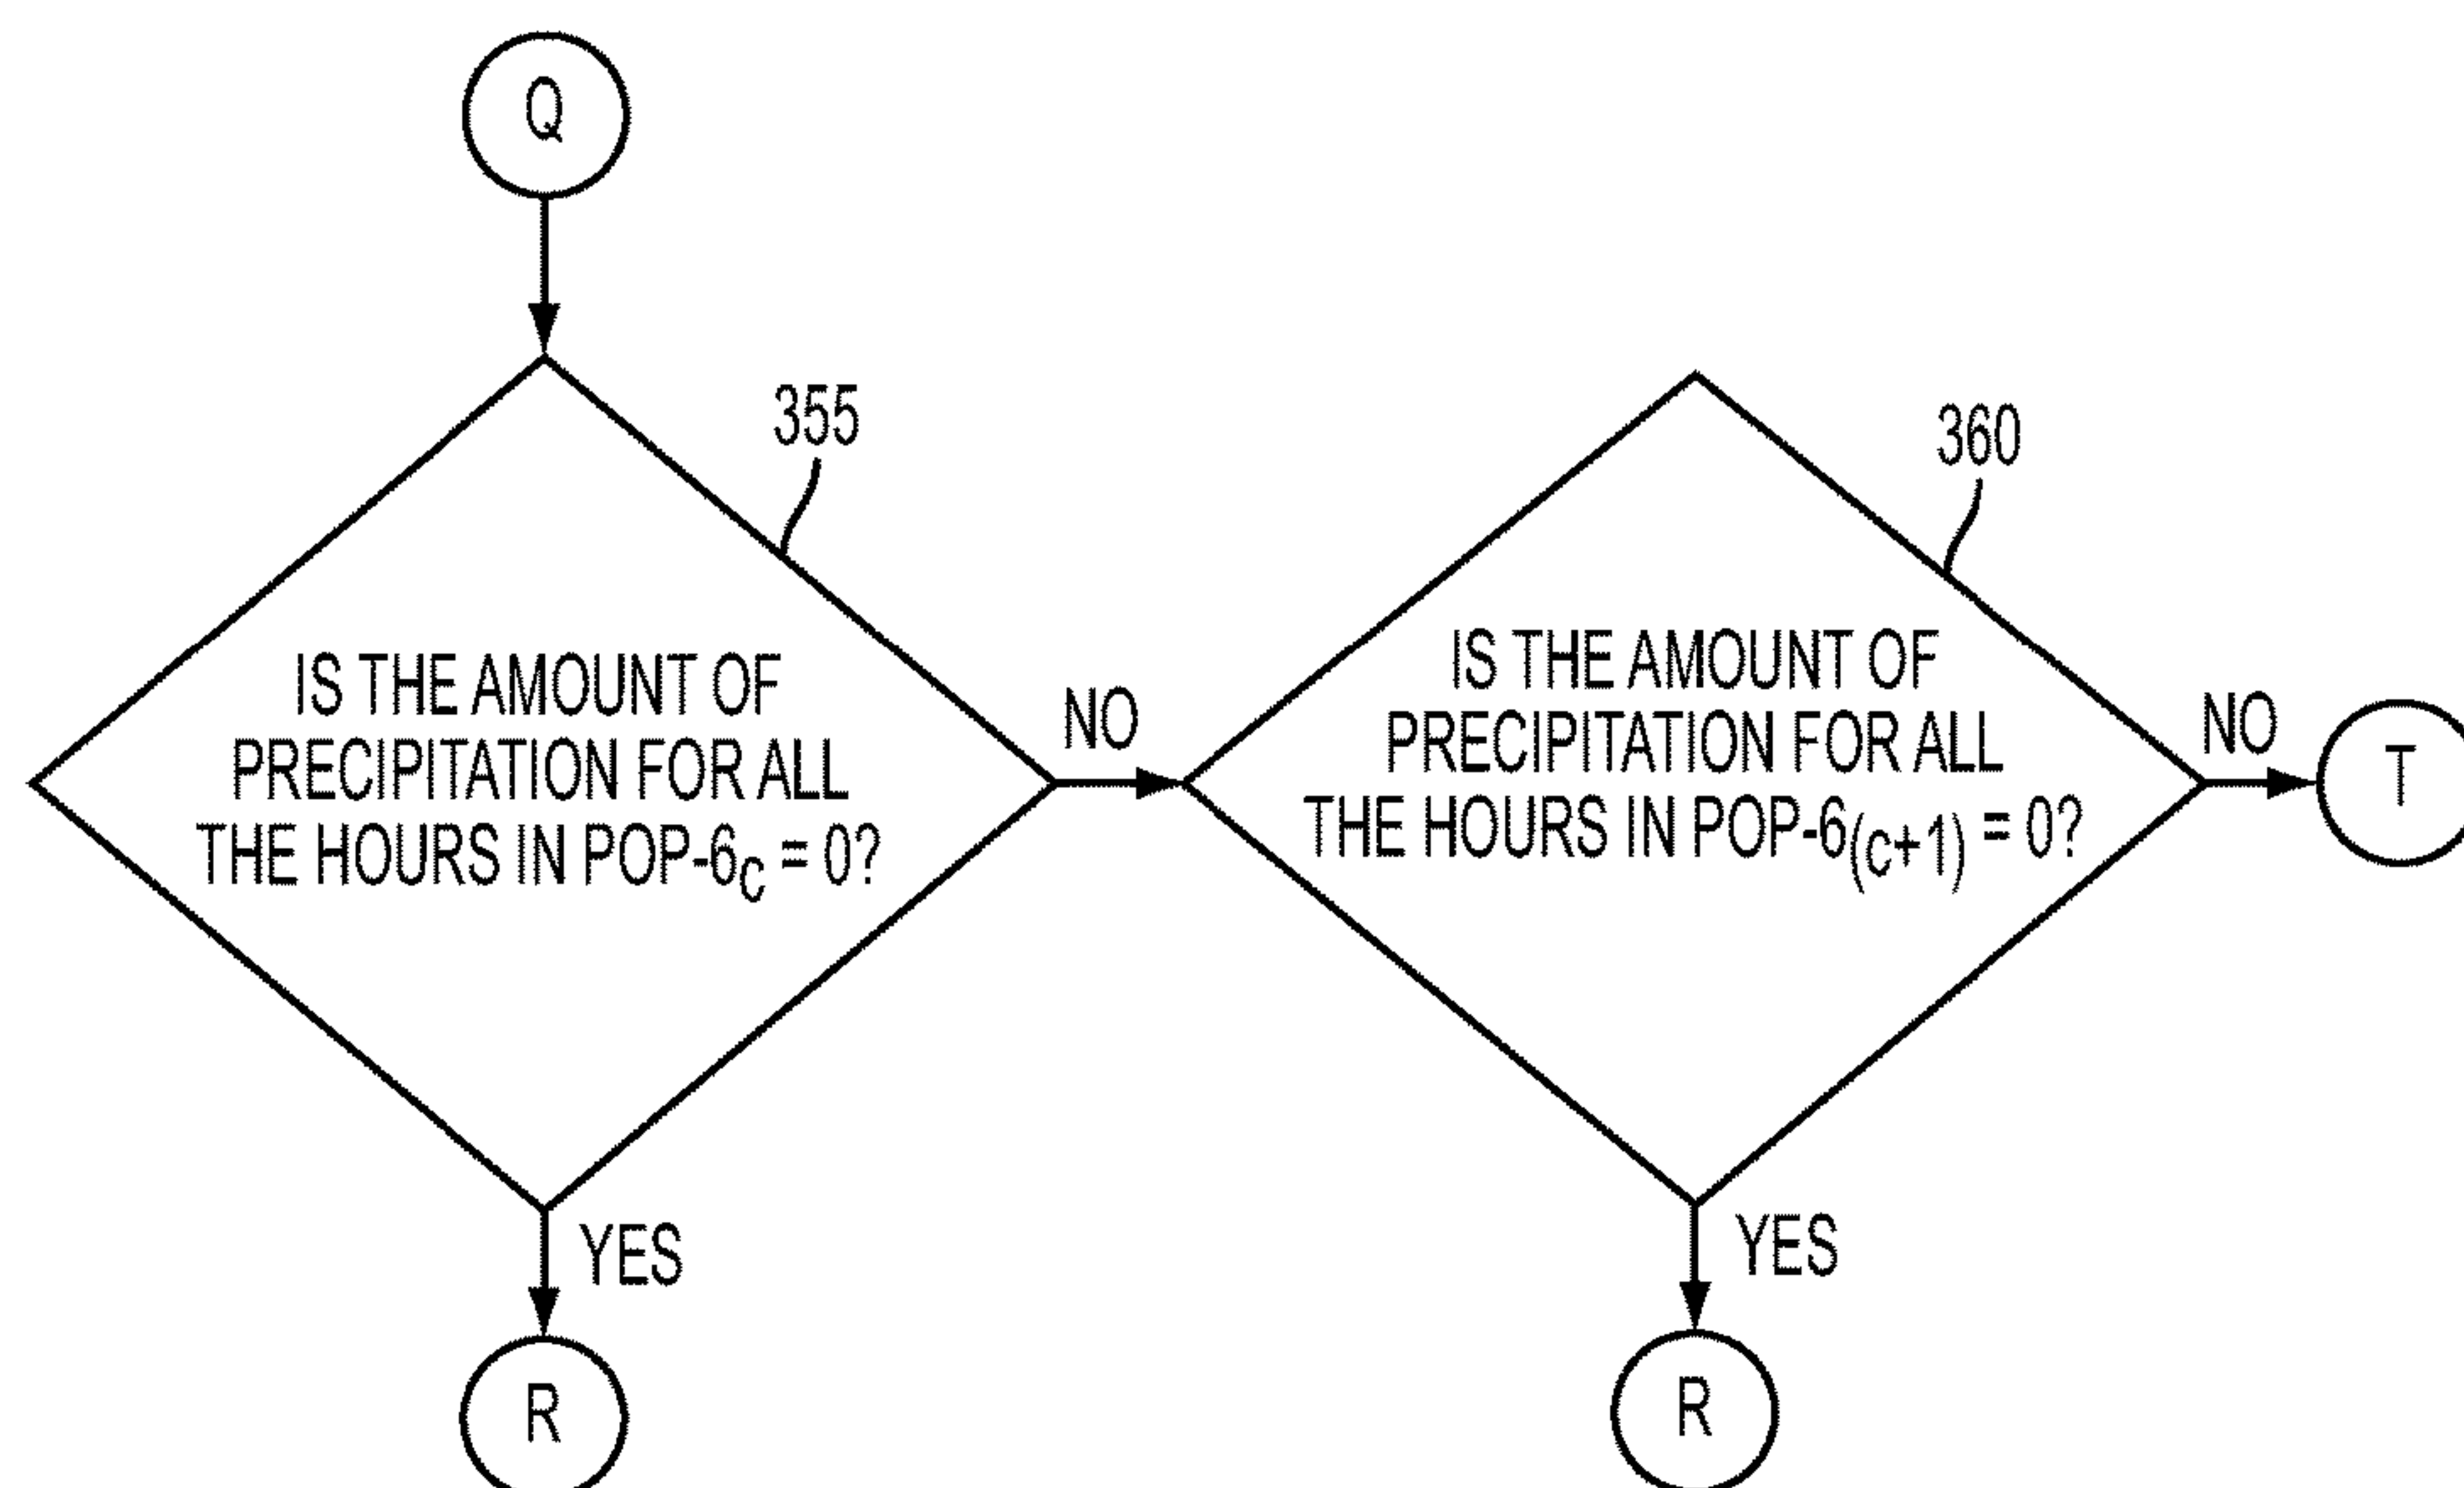 Q
355
IS THE AMOUNT OF
PRECIPITATION FOR ALL
THE HOURS IN POP-6c = 0?
NO
YES
R
360
IS THE AMOUNT OF
PRECIPITATION FOR ALL
THE HOURS IN POP-6(c+1) = 0?
NO
T
YES
R